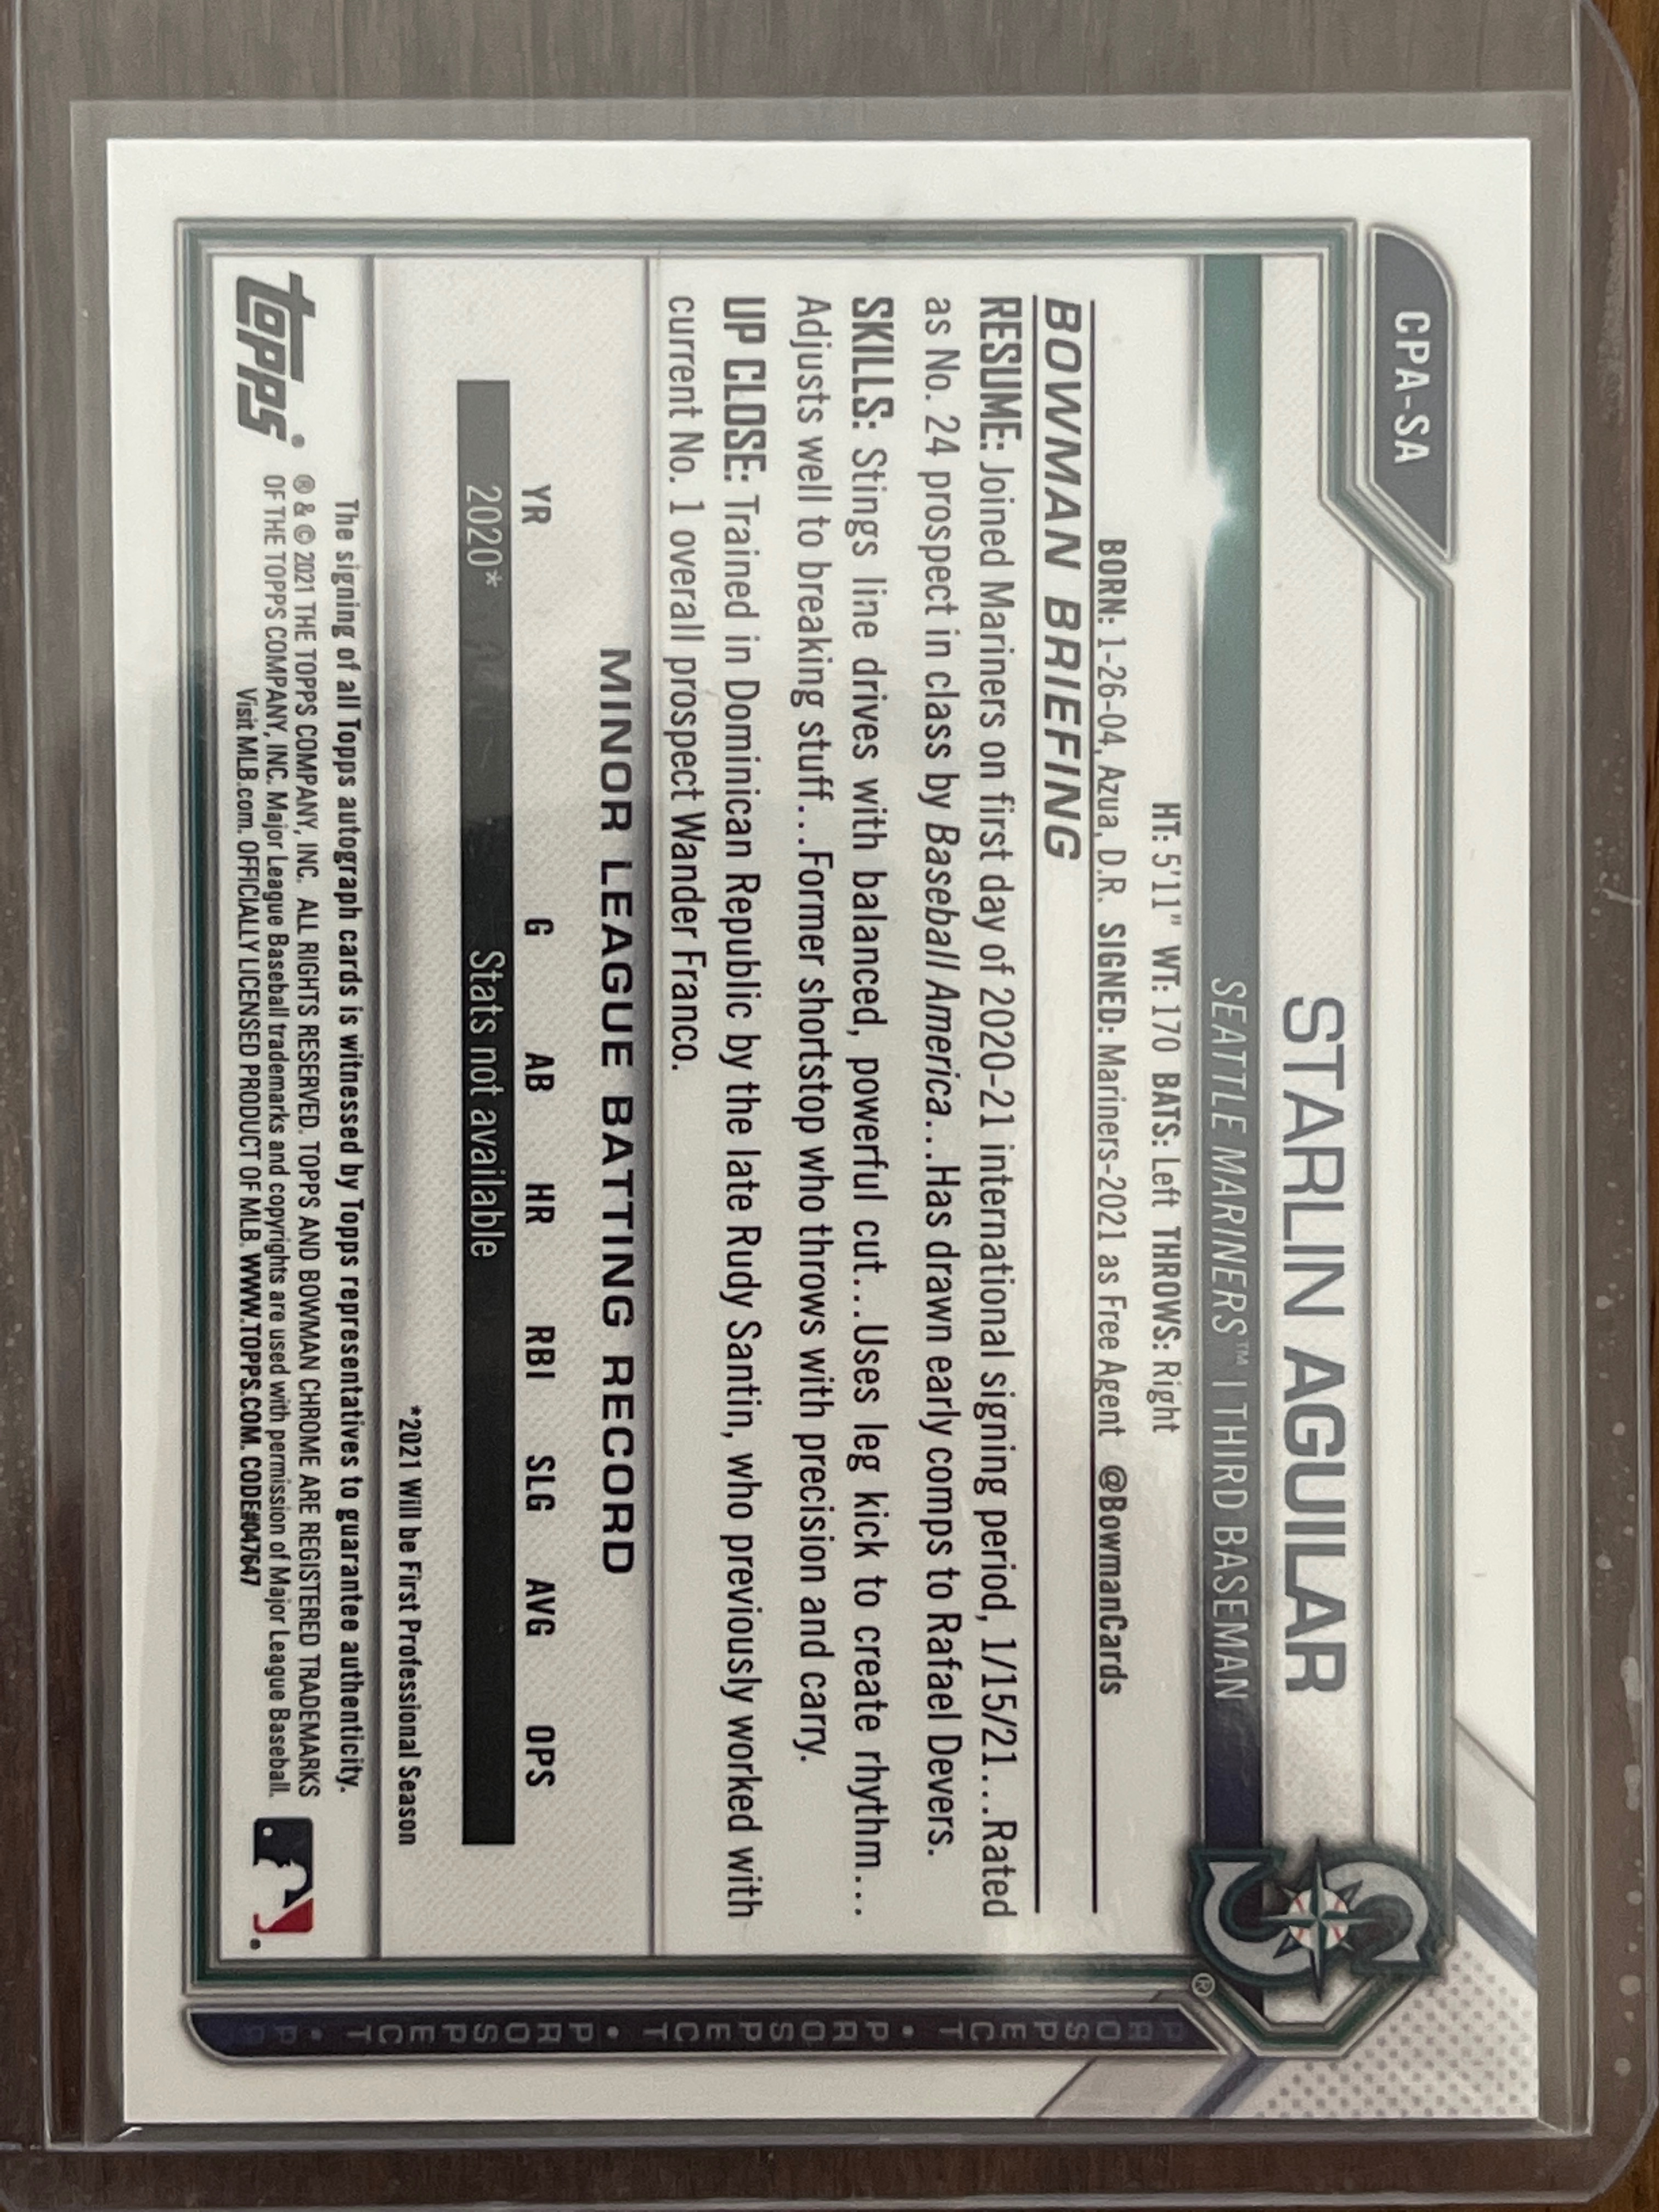 CPA-SA
STARLIN AGUILAR
SEATTLE MARINERS™ | THIRD BASEMAN
HT: 5'11" WT: 170 BATS: Left THROWS: Right
BORN: 1-26-04, Azua, D.R. SIGNED: Mariners-2021 as Free Agent @BowmanCards
BOWMAN BRIEFING
RESUME: Joined Mariners on first day of 2020-21 international signing period, 1/15/21...Rated
as No. 24 prospect in class by Baseball America...Has drawn early comps to Rafael Devers.
SKILLS: Stings line drives with balanced, powerful cut...Uses leg kick to create rhythm...
Adjusts well to breaking stuff...Former shortstop who throws with precision and carry.
UP CLOSE: Trained in Dominican Republic by the late Rudy Santin, who previously worked with
current No. 1 overall prospect Wander Franco.
MINOR LEAGUE BATTING RECORD
YR G AB HR RBI SLG AVG OPS
2020* Stats not available
*2021 Will be First Professional Season
The signing of all Topps autograph cards is witnessed by Topps representatives to guarantee authenticity.
® & © 2021 THE TOPPS COMPANY, INC. ALL RIGHTS RESERVED. TOPPS AND BOWMAN CHROME ARE REGISTERED TRADEMARKS
OF THE TOPPS COMPANY, INC. Major League Baseball trademarks and copyrights are used with permission of Major League Baseball.
Visit MLB.com. OFFICIALLY LICENSED PRODUCT OF MLB. WWW.TOPPS.COM. CODE#047647
topps®
S
®
PROSPECT • PROSPECT • PROSPECT • PR